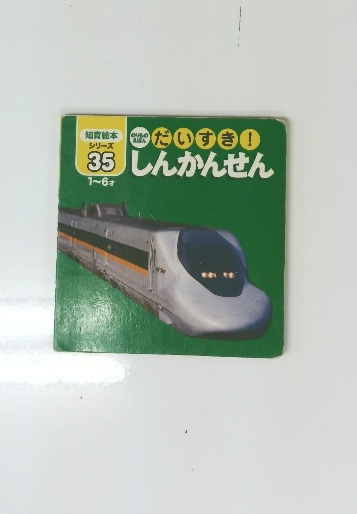 知育絵本
シリーズ
35
1〜6才
のりもの
えほん
だいすき!
しんかんせん